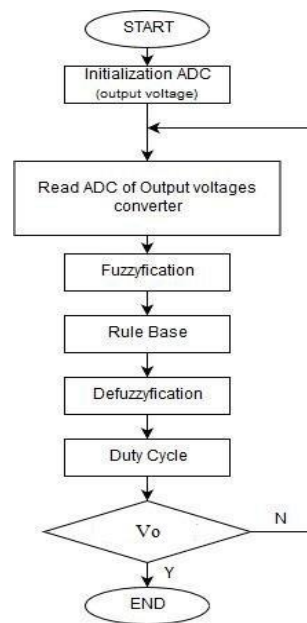 START
Initialization ADC
(output voltage)
Read ADC of Output voltages
converter
Fuzzyfication
Rule Base
Defuzzyfication
Duty Cycle
Vo
N
Y
END